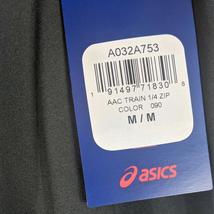 A032A753
1 91497 71830 8
AAC TRAIN 1/4 ZIP
COLOR 090
M / M
asics